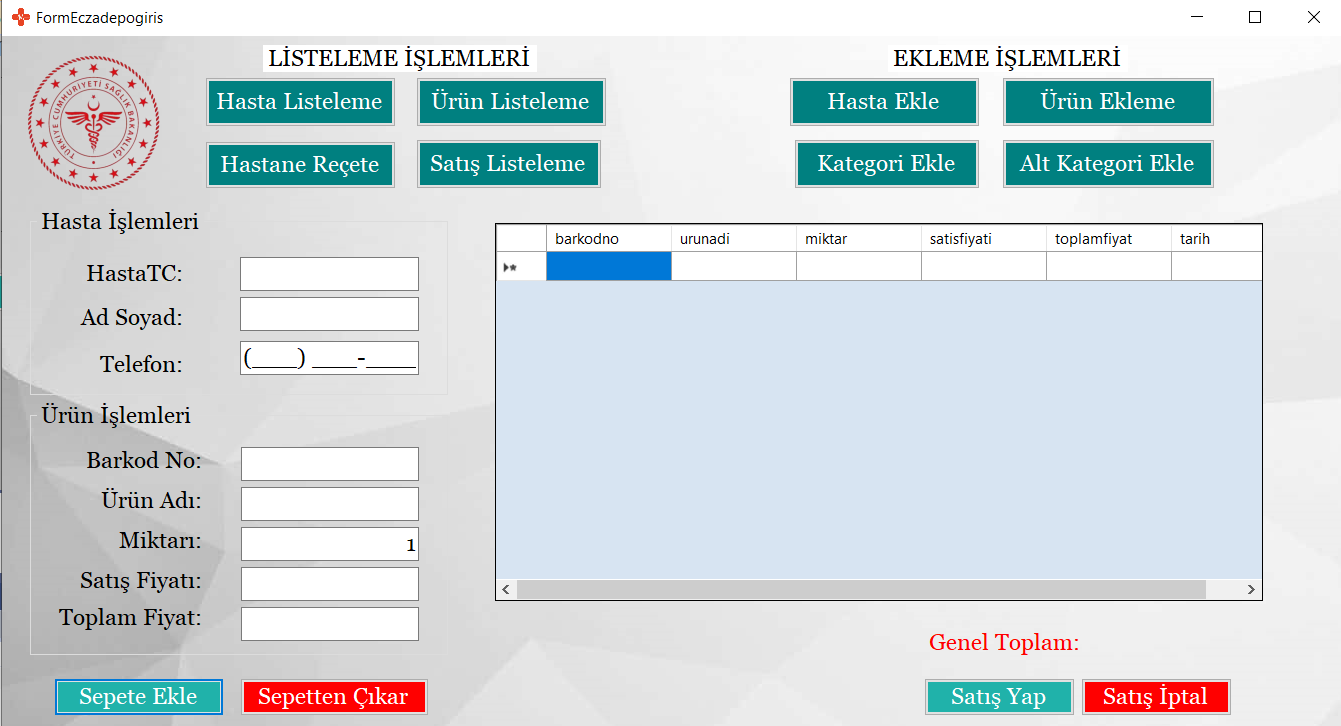 FormEczadepogiris
LİSTELEME İŞLEMLERİ
EKLEME İŞLEMLERİ
TÜRKİYE CUMHURİYETİ SAĞLIK BAKANLIĞI
Hasta Listeleme
Ürün Listeleme
Hasta Ekle
Ürün Ekleme
Hastane Reçete
Satış Listeleme
Kategori Ekle
Alt Kategori Ekle
Hasta İşlemleri
HastaTC:
Ad Soyad:
Telefon:
(___) ___-____
Ürün İşlemleri
Barkod No:
Ürün Adı:
Miktarı:
1
Satış Fiyatı:
Toplam Fiyat:
barkodno urunadi miktar satisfiyati toplamfiyat tarih
Genel Toplam:
Sepete Ekle
Sepetten Çıkar
Satış Yap
Satış İptal